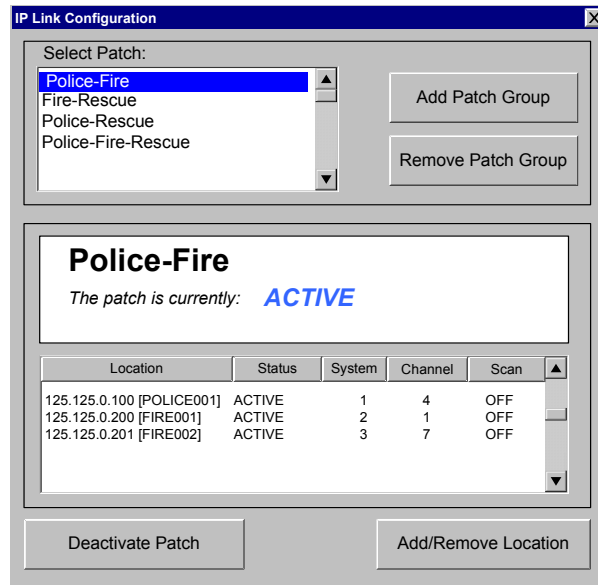 IP Link Configuration X
Select Patch:
Police-Fire
Fire-Rescue
Police-Rescue
Police-Fire-Rescue
Add Patch Group
Remove Patch Group
Police-Fire
The patch is currently: ACTIVE
Location Status System Channel Scan
125.125.0.100 [POLICE001] ACTIVE 1 4 OFF
125.125.0.200 [FIRE001] ACTIVE 2 1 OFF
125.125.0.201 [FIRE002] ACTIVE 3 7 OFF
Deactivate Patch Add/Remove Location